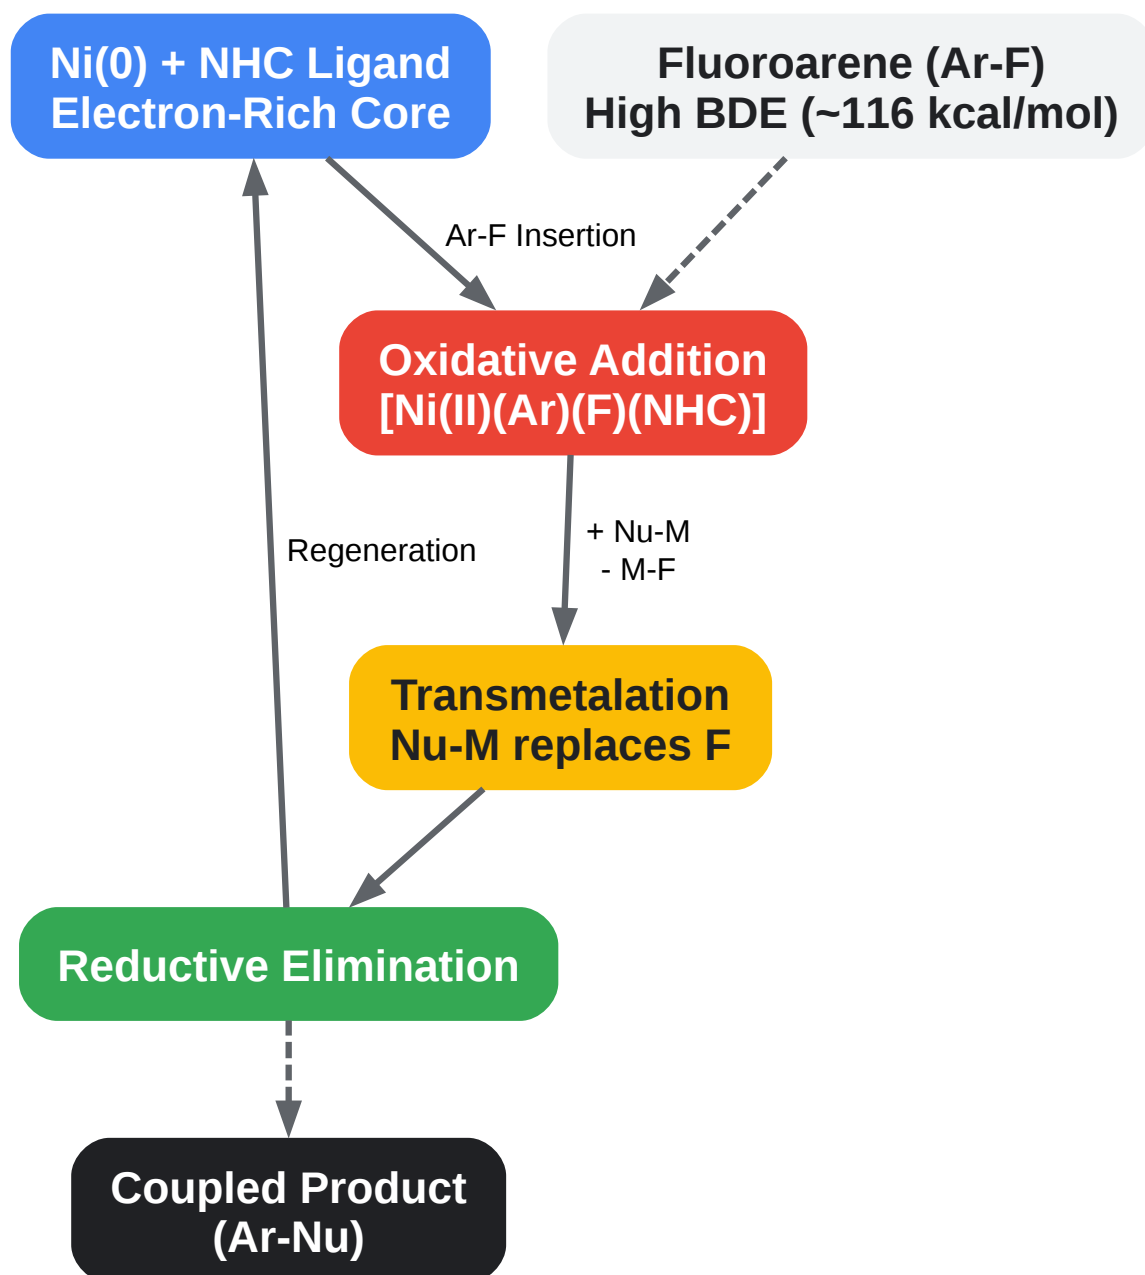 Ni(0) + NHC Ligand
Electron-Rich Core
Fluoroarene (Ar-F)
High BDE (~116 kcal/mol)
Ar-F Insertion
Oxidative Addition
[Ni(II)(Ar)(F)(NHC)]
+ Nu-M
- M-F
Regeneration
Transmetalation
Nu-M replaces F
Reductive Elimination
Coupled Product
(Ar-Nu)